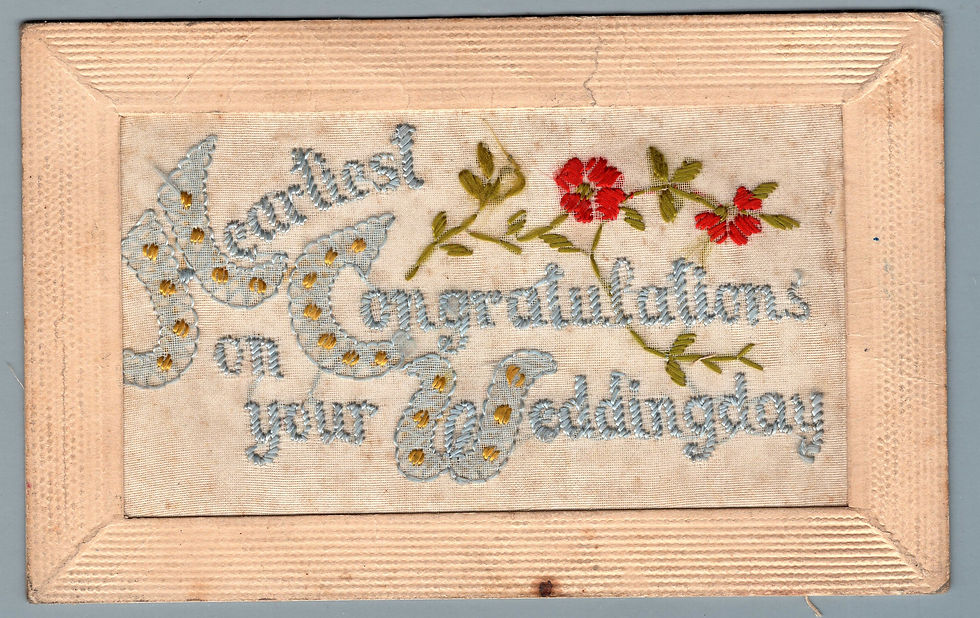 Heartiest
Congratulations
on
your Weddingday